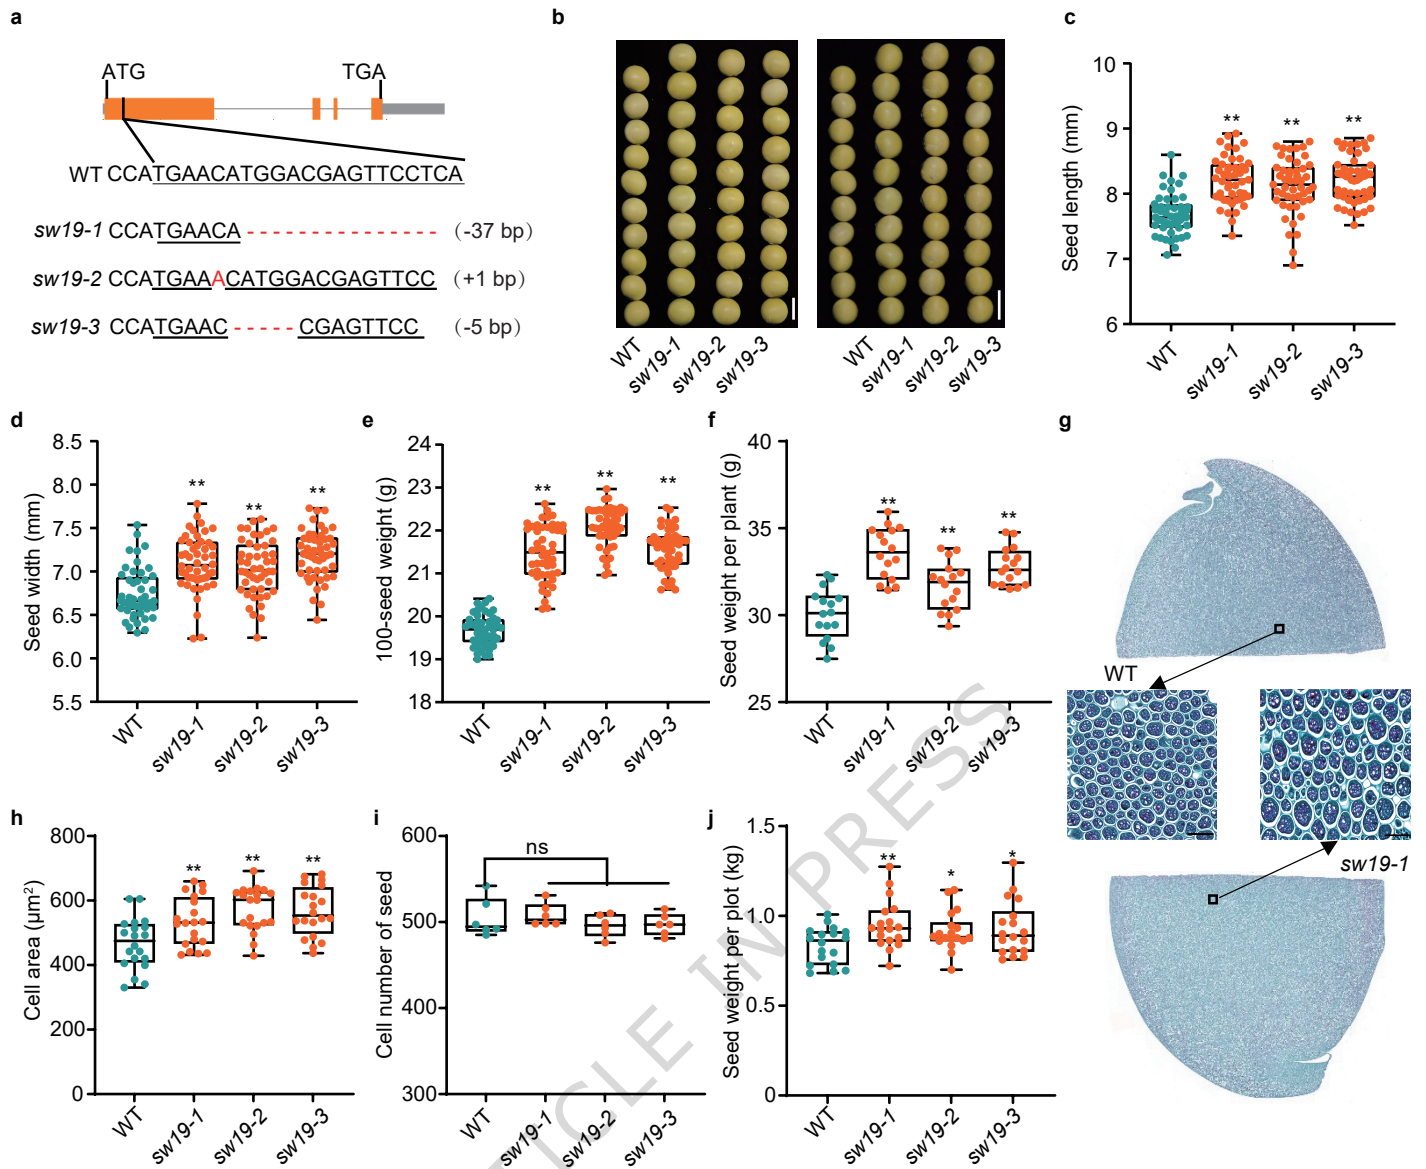 a
ATG
TGA
WT CCATGAACATGGACGAGTTCCTCA
sw19-1 CCATGAACA - - - - - - - - - - - - - - - - (-37 bp)
sw19-2 CCATGAAACATGGACGAGTTCC (+1 bp)
sw19-3 CCATGAAC - - - - - CGAGTTCC (-5 bp)
b
WT
sw19-1
sw19-2
sw19-3
WT
sw19-1
sw19-2
sw19-3
c
Seed length (mm)
10
9
8
7
6
**
**
**
WT
sw19-1
sw19-2
sw19-3
d
Seed width (mm)
8.5
8.0
7.5
7.0
6.5
6.0
5.5
**
**
**
WT
sw19-1
sw19-2
sw19-3
e
100-seed weight (g)
24
23
22
21
20
19
18
**
**
**
WT
sw19-1
sw19-2
sw19-3
f
Seed weight per plant (g)
40
35
30
25
**
**
**
WT
sw19-1
sw19-2
sw19-3
g
WT
sw19-1
h
Cell area (µm²)
800
600
400
200
0
**
**
**
WT
sw19-1
sw19-2
sw19-3
i
Cell number of seed
600
500
400
300
ns
WT
sw19-1
sw19-2
sw19-3
j
Seed weight per plot (kg)
1.5
1.0
0.5
0
**
*
*
WT
sw19-1
sw19-2
sw19-3
TICLE IN PRESS